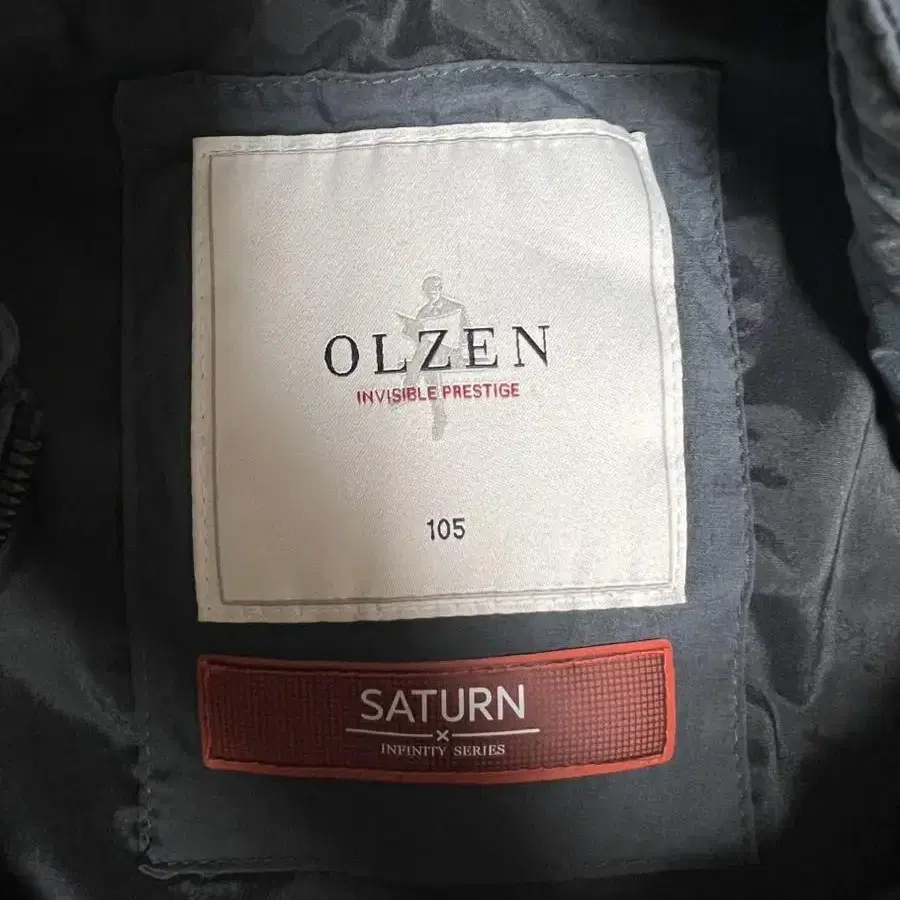 OLZEN
INVISIBLE PRESTIGE
105
SATURN
INFINITY SERIES